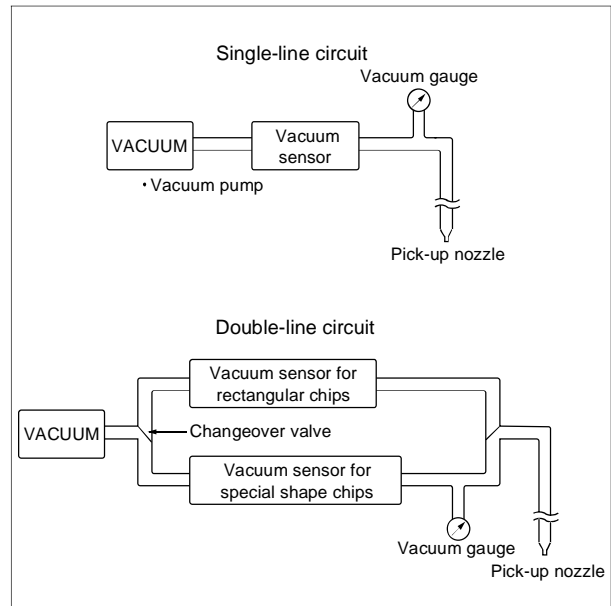 Single-line circuit
Vacuum gauge
VACUUM
Vacuum
sensor
・Vacuum pump
Pick-up nozzle
Double-line circuit
Vacuum sensor for
rectangular chips
VACUUM
Changeover valve
Vacuum sensor for
special shape chips
Vacuum gauge
Pick-up nozzle